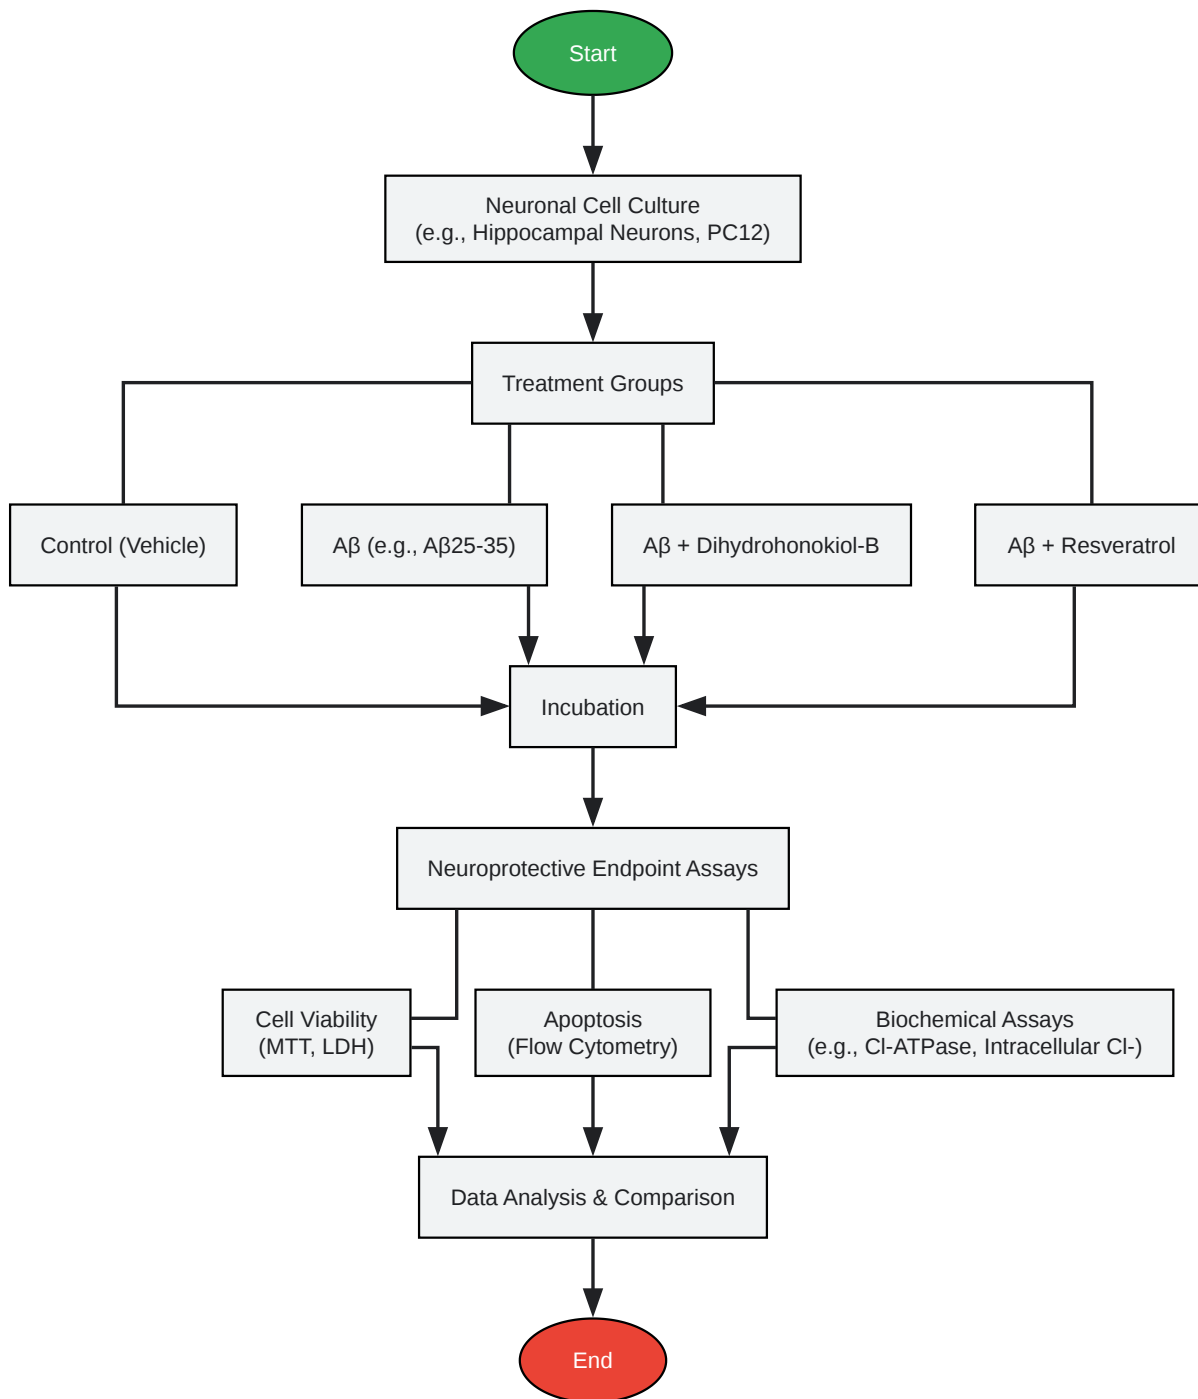 Start
Neuronal Cell Culture
(e.g., Hippocampal Neurons, PC12)
Treatment Groups
Control (Vehicle)
Aβ (e.g., Aβ25-35)
Aβ + Dihydrohonokiol-B
Aβ + Resveratrol
Incubation
Neuroprotective Endpoint Assays
Cell Viability
(MTT, LDH)
Apoptosis
(Flow Cytometry)
Biochemical Assays
(e.g., Cl-ATPase, Intracellular Cl-)
Data Analysis & Comparison
End